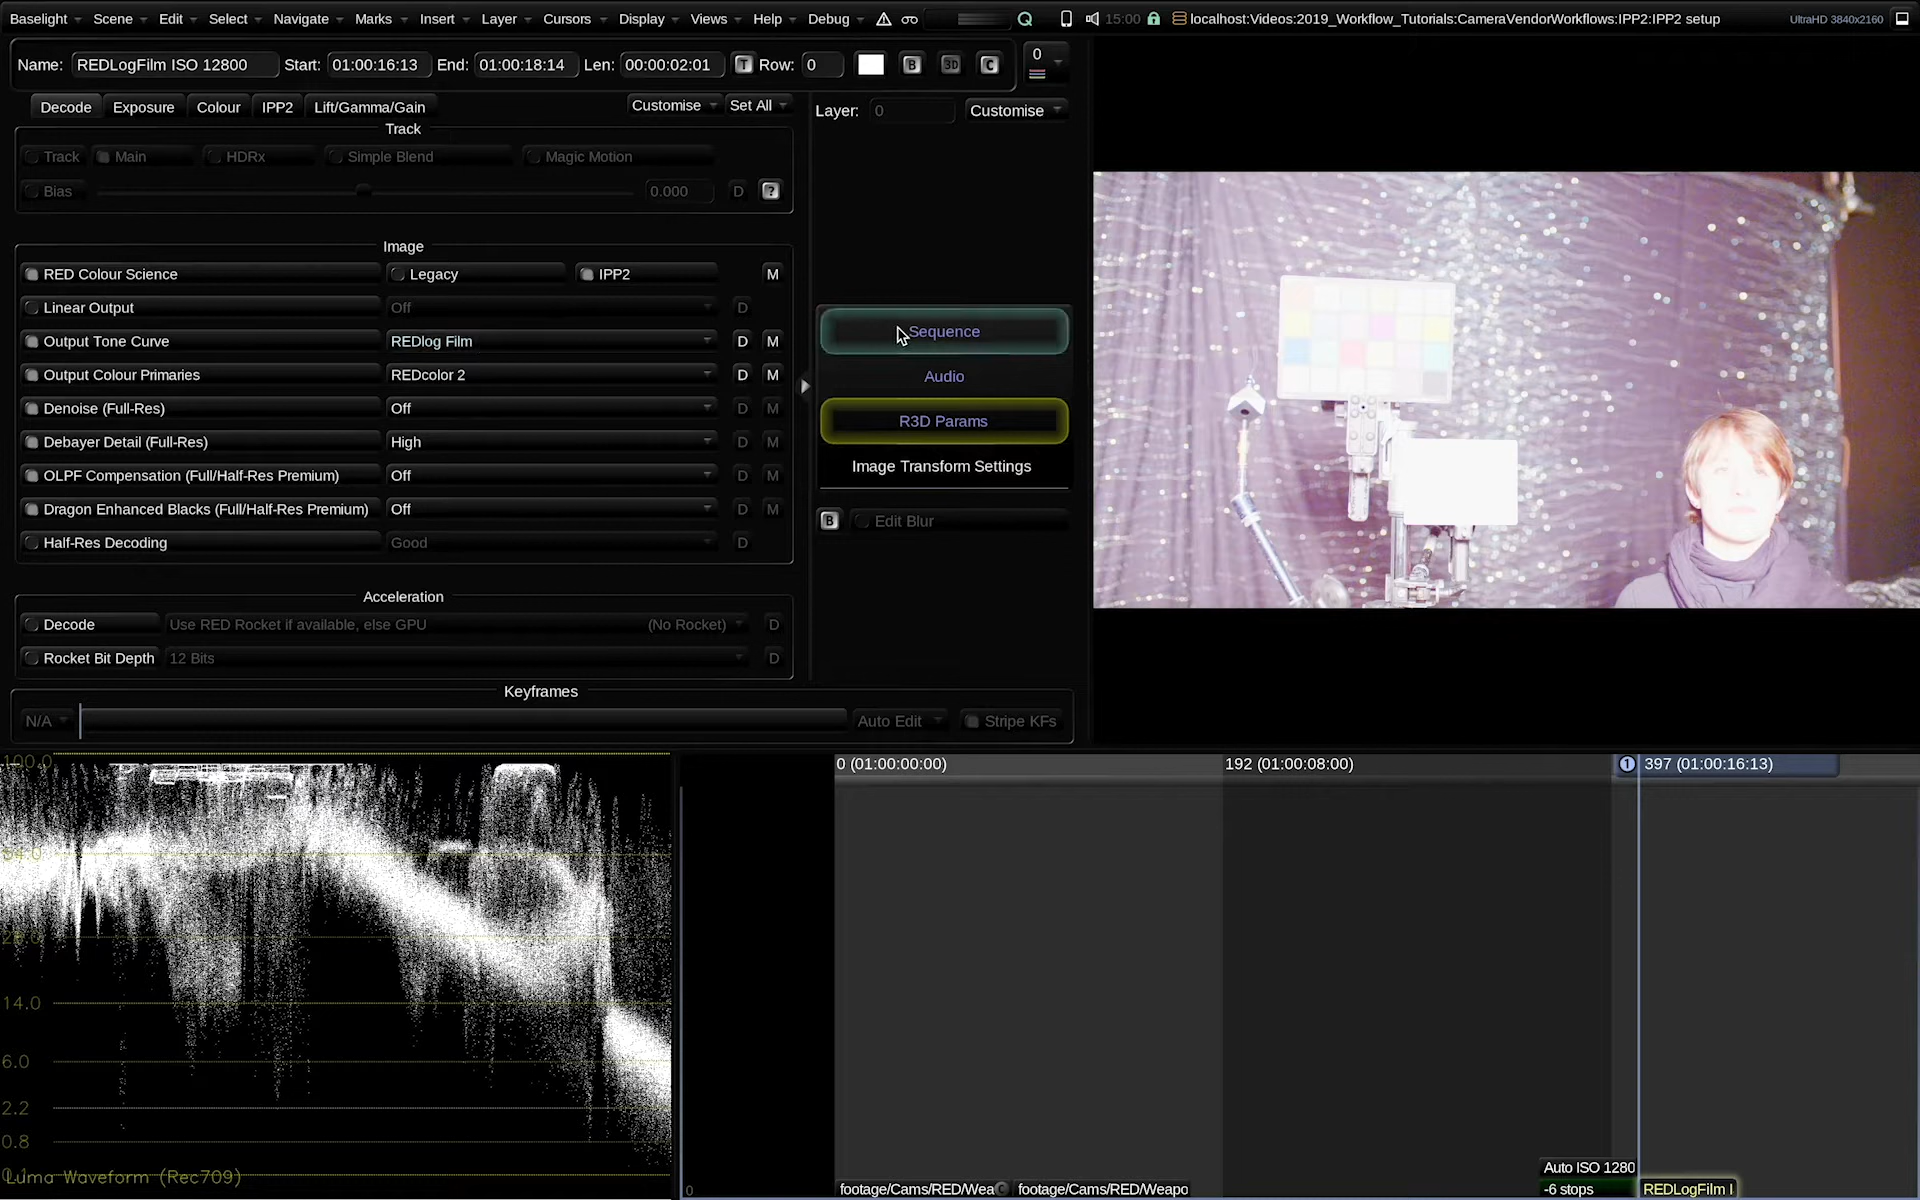 Baselight Scene Edit Select Navigate Marks Insert Layer Cursors Display Views Help Debug 15:00 localhost:Videos:2019_Workflow_Tutorials:CameraVendorWorkflows:IPP2:IPP2 setup UltraHD 3840x2160
Name: REDLogFilm ISO 12800 Start: 01:00:16:13 End: 01:00:18:14 Len: 00:00:02:01 T Row: 0 B 3D C 0
Decode Exposure Colour IPP2 Lift/Gamma/Gain Customise Set All
Layer: 0 Customise
Track
Track Main HDRx Simple Blend Magic Motion
Bias 0.000 D ?
Image
RED Colour Science Legacy IPP2 M
Linear Output Off D
Output Tone Curve REDlog Film D M
Output Colour Primaries REDcolor 2 D M
Denoise (Full-Res) Off D M
Debayer Detail (Full-Res) High D M
OLPF Compensation (Full/Half-Res Premium) Off D M
Dragon Enhanced Blacks (Full/Half-Res Premium) Off D M
Half-Res Decoding Good D
Acceleration
Decode Use RED Rocket if available, else GPU (No Rocket) D
Rocket Bit Depth 12 Bits D
Sequence
Audio
R3D Params
Image Transform Settings
B Edit Blur
Keyframes
N/A Auto Edit Stripe KFs
100.0
14.0
6.0
2.2
0.8
0.1
Luma Waveform (Rec709)
0 (01:00:00:00) 192 (01:00:08:00) 1 397 (01:00:16:13)
Auto ISO 1280
0 footage/Cams/RED/Wea C footage/Cams/RED/Weapo -6 stops REDLogFilm I